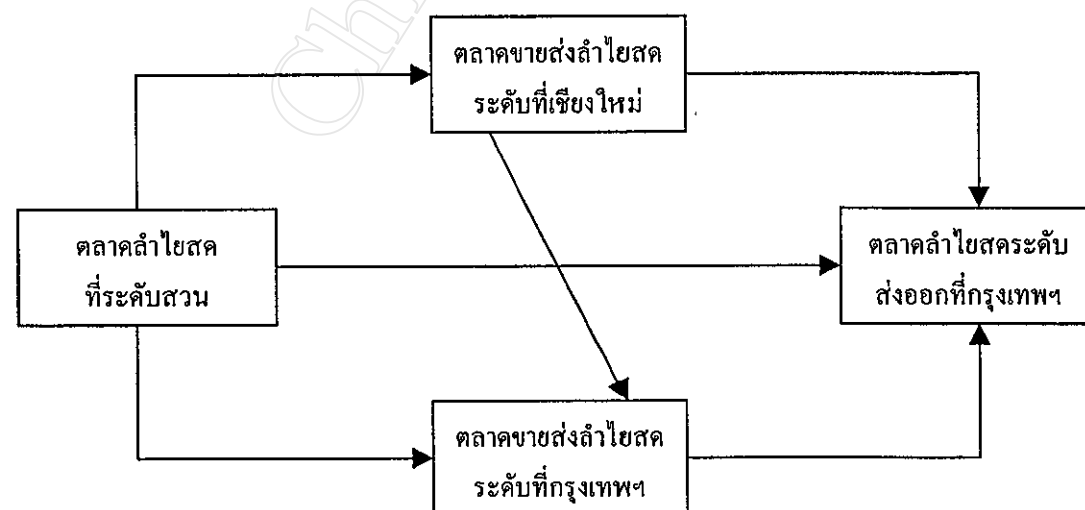 ตลาดขายส่งลำไยสด
ระดับที่เชียงใหม่
ตลาดลำไยสด
ที่ระดับสวน
ตลาดลำไยสดระดับ
ส่งออกที่กรุงเทพฯ
ตลาดขายส่งลำไยสด
ระดับที่กรุงเทพฯ